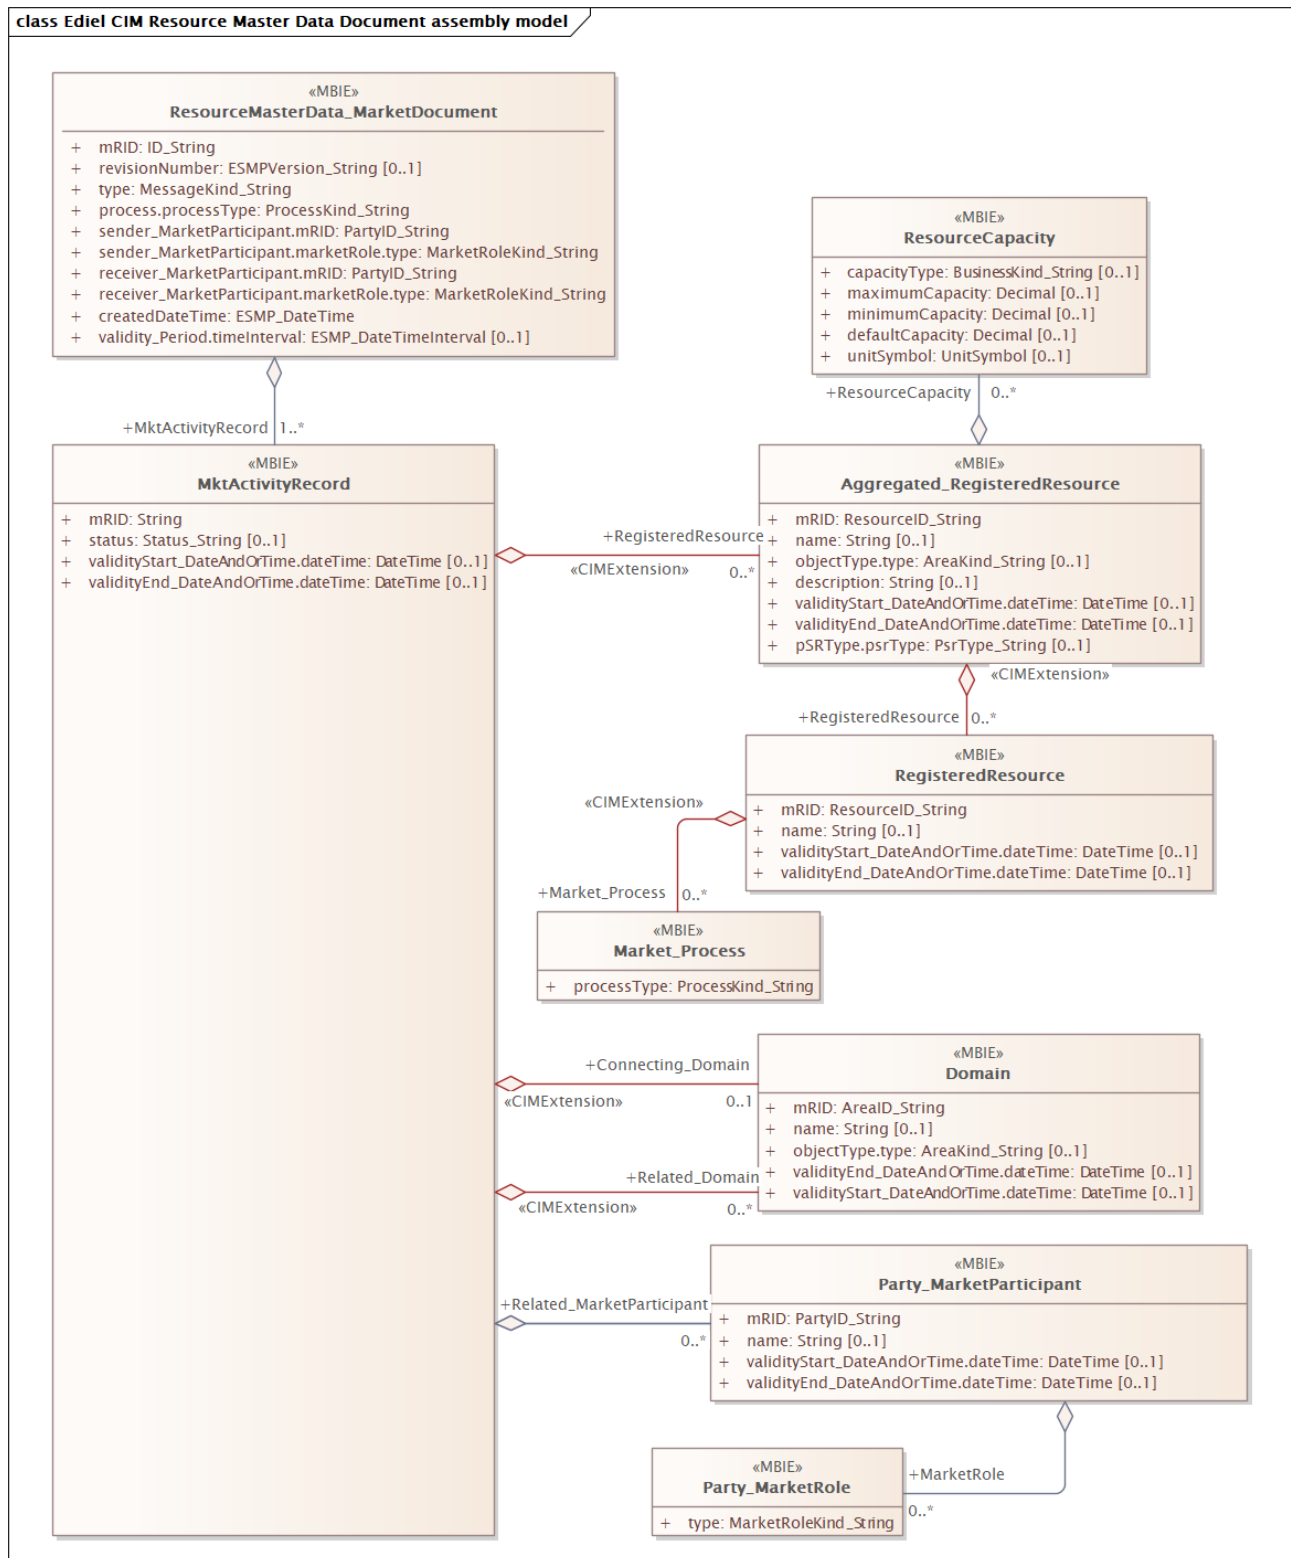 class Ediel CIM Resource Master Data Document assembly model
«MBIE»
ResourceMasterData_MarketDocument
+ mRID: ID_String
+ revisionNumber: ESMPVersion_String [0..1]
+ type: MessageKind_String
+ process.processType: ProcessKind_String
+ sender_MarketParticipant.mRID: PartyID_String
+ sender_MarketParticipant.marketRole.type: MarketRoleKind_String
+ receiver_MarketParticipant.mRID: PartyID_String
+ receiver_MarketParticipant.marketRole.type: MarketRoleKind_String
+ createdDateTime: ESMP_DateTime
+ validity_Period.timeInterval: ESMP_DateTimeInterval [0..1]
«MBIE»
ResourceCapacity
+ capacityType: BusinessKind_String [0..1]
+ maximumCapacity: Decimal [0..1]
+ minimumCapacity: Decimal [0..1]
+ defaultCapacity: Decimal [0..1]
+ unitSymbol: UnitSymbol [0..1]
+ResourceCapacity 0..*
+MktActivityRecord 1..*
«MBIE»
MktActivityRecord
+ mRID: String
+ status: Status_String [0..1]
+ validityStart_DateAndOrTime.dateTime: DateTime [0..1]
+ validityEnd_DateAndOrTime.dateTime: DateTime [0..1]
+RegisteredResource
«CIMExtension» 0..*
«MBIE»
Aggregated_RegisteredResource
+ mRID: ResourceID_String
+ name: String [0..1]
+ objectType.type: AreaKind_String [0..1]
+ description: String [0..1]
+ validityStart_DateAndOrTime.dateTime: DateTime [0..1]
+ validityEnd_DateAndOrTime.dateTime: DateTime [0..1]
+ pSRType.psrType: PsrType_String [0..1]
«CIMExtension»
+RegisteredResource 0..*
«MBIE»
RegisteredResource
+ mRID: ResourceID_String
+ name: String [0..1]
+ validityStart_DateAndOrTime.dateTime: DateTime [0..1]
+ validityEnd_DateAndOrTime.dateTime: DateTime [0..1]
«CIMExtension»
+Market_Process 0..*
«MBIE»
Market_Process
+ processType: ProcessKind_String
+Connecting_Domain
«CIMExtension» 0..1
«MBIE»
Domain
+ mRID: AreaID_String
+ name: String [0..1]
+ objectType.type: AreaKind_String [0..1]
+ validityEnd_DateAndOrTime.dateTime: DateTime [0..1]
+ validityStart_DateAndOrTime.dateTime: DateTime [0..1]
+Related_Domain
«CIMExtension» 0..*
+Related_MarketParticipant
0..*
«MBIE»
Party_MarketParticipant
+ mRID: PartyID_String
+ name: String [0..1]
+ validityStart_DateAndOrTime.dateTime: DateTime [0..1]
+ validityEnd_DateAndOrTime.dateTime: DateTime [0..1]
+MarketRole
0..*
«MBIE»
Party_MarketRole
+ type: MarketRoleKind_String